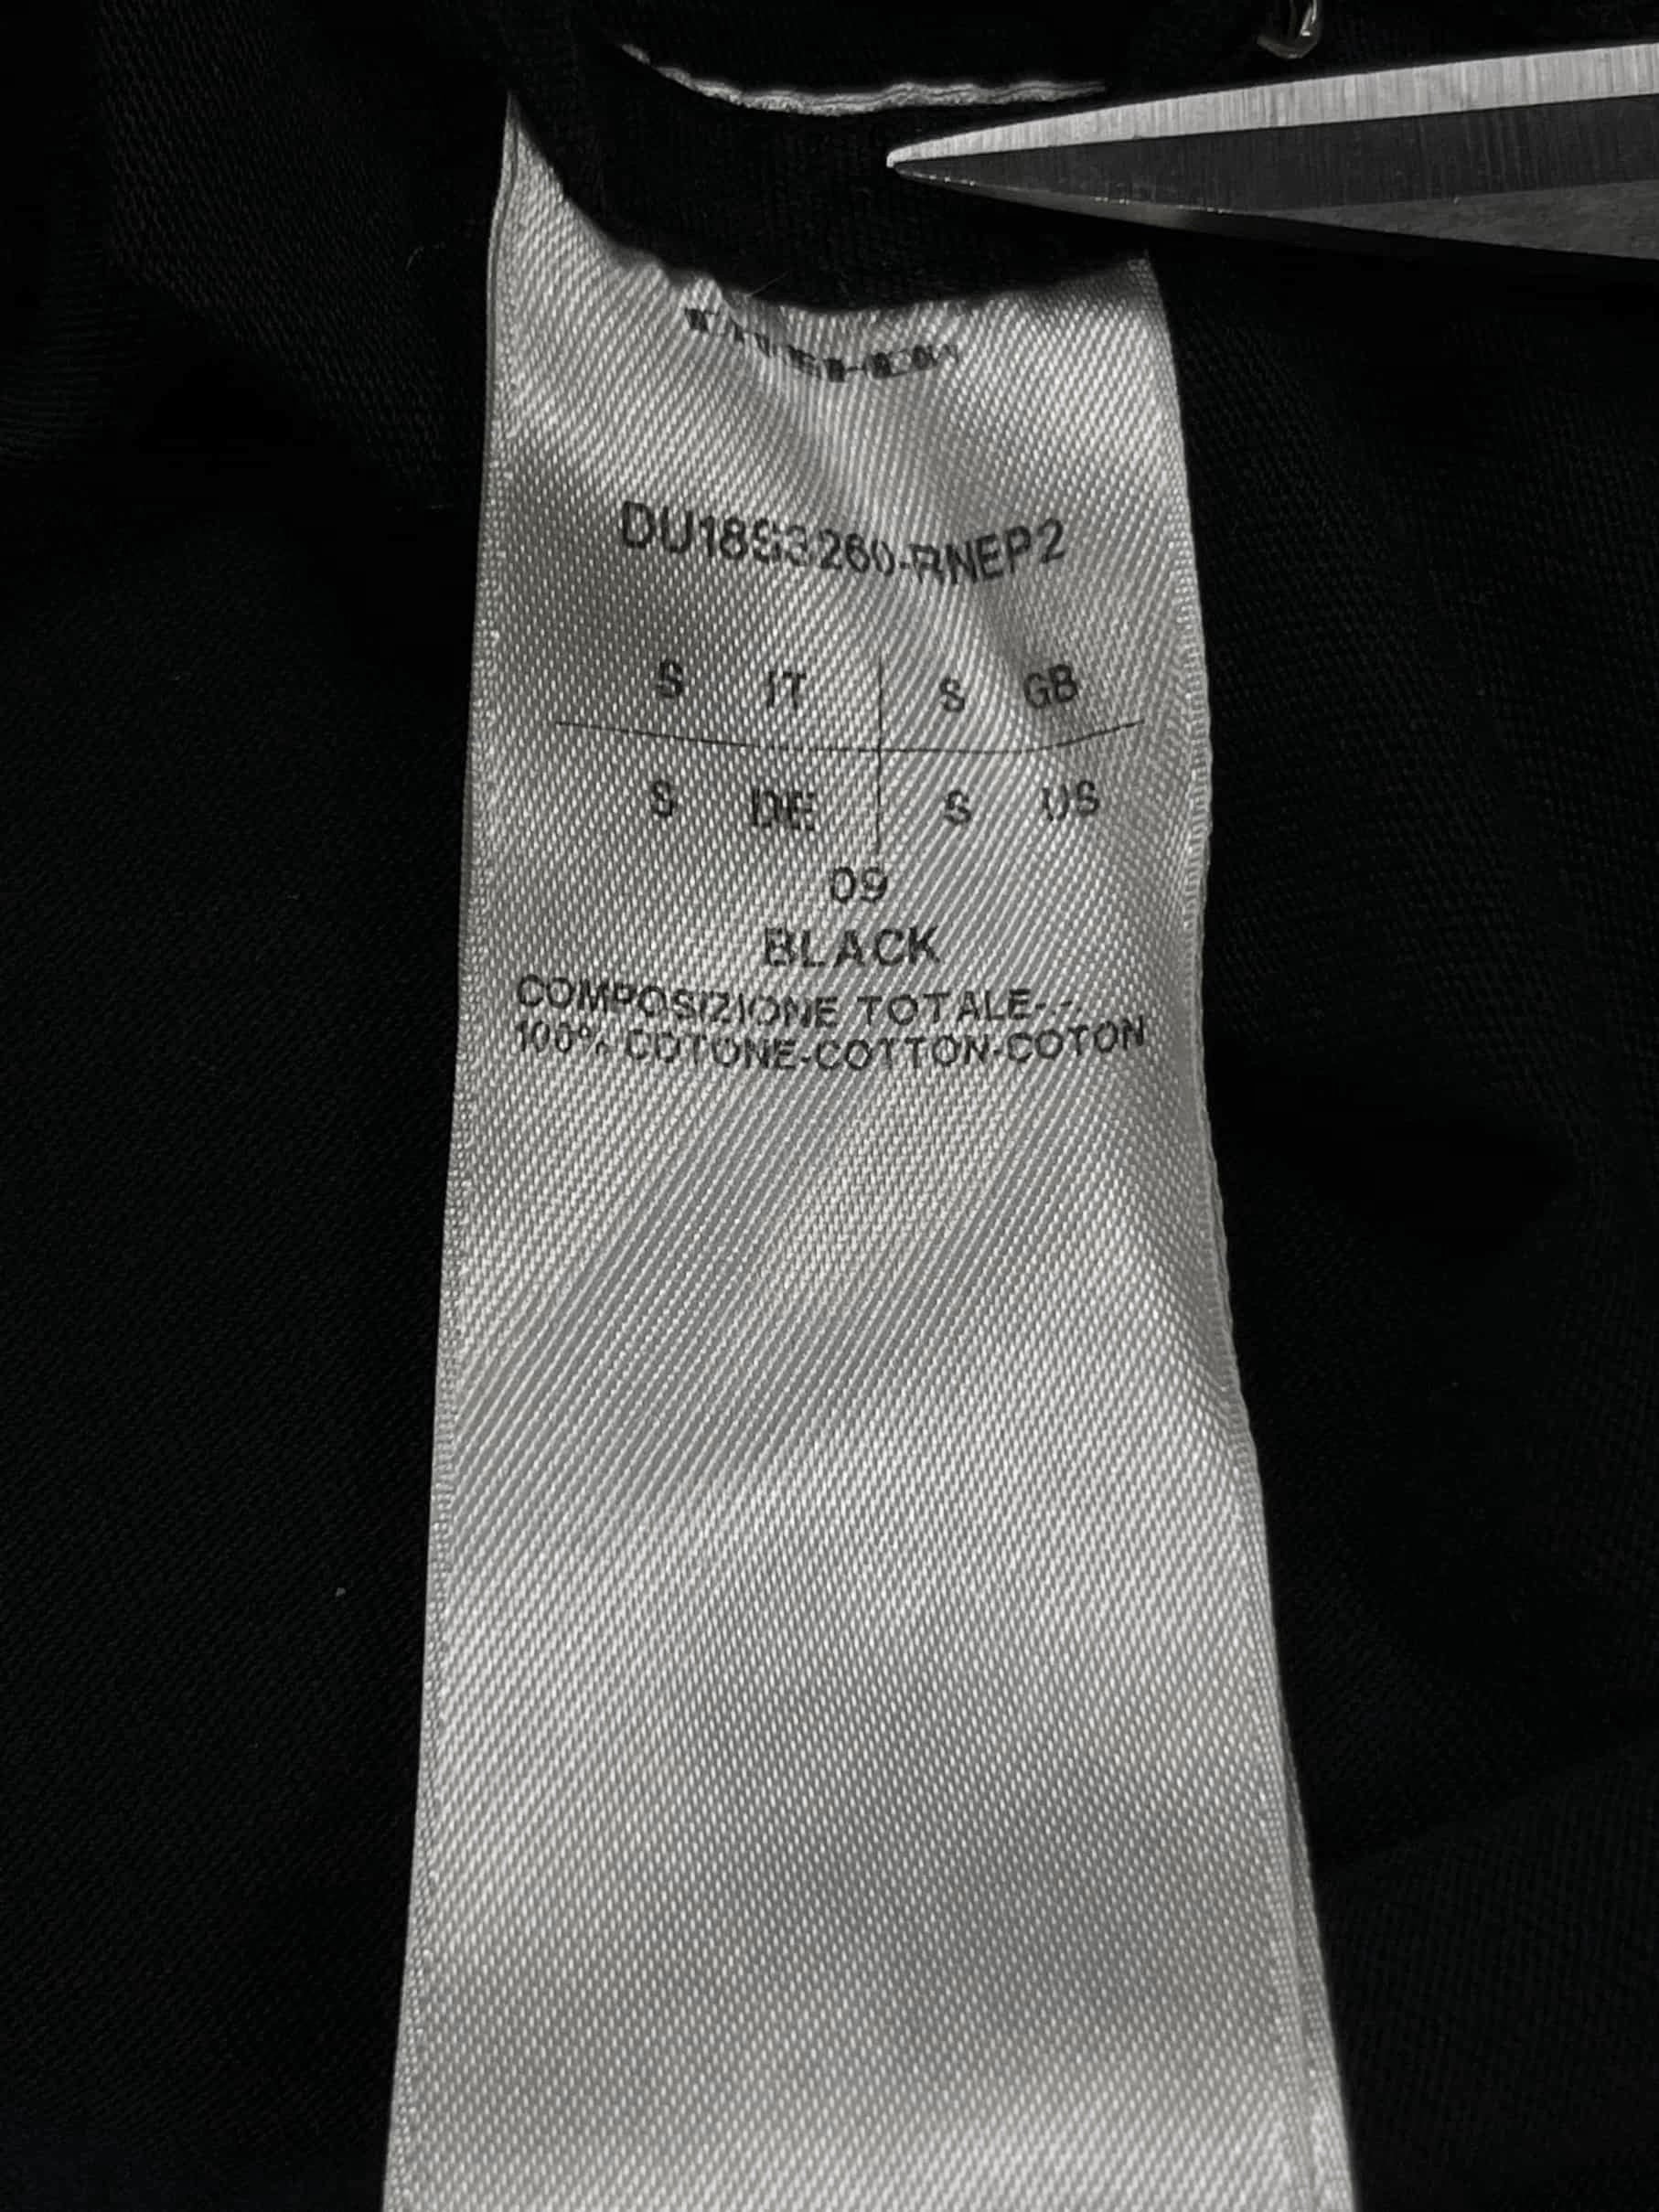 DU18S3260-RNEP2
S IT S GB
S DE S US
09
BLACK
COMPOSIZIONE TOTALE--
100% COTONE-COTTON-COTON